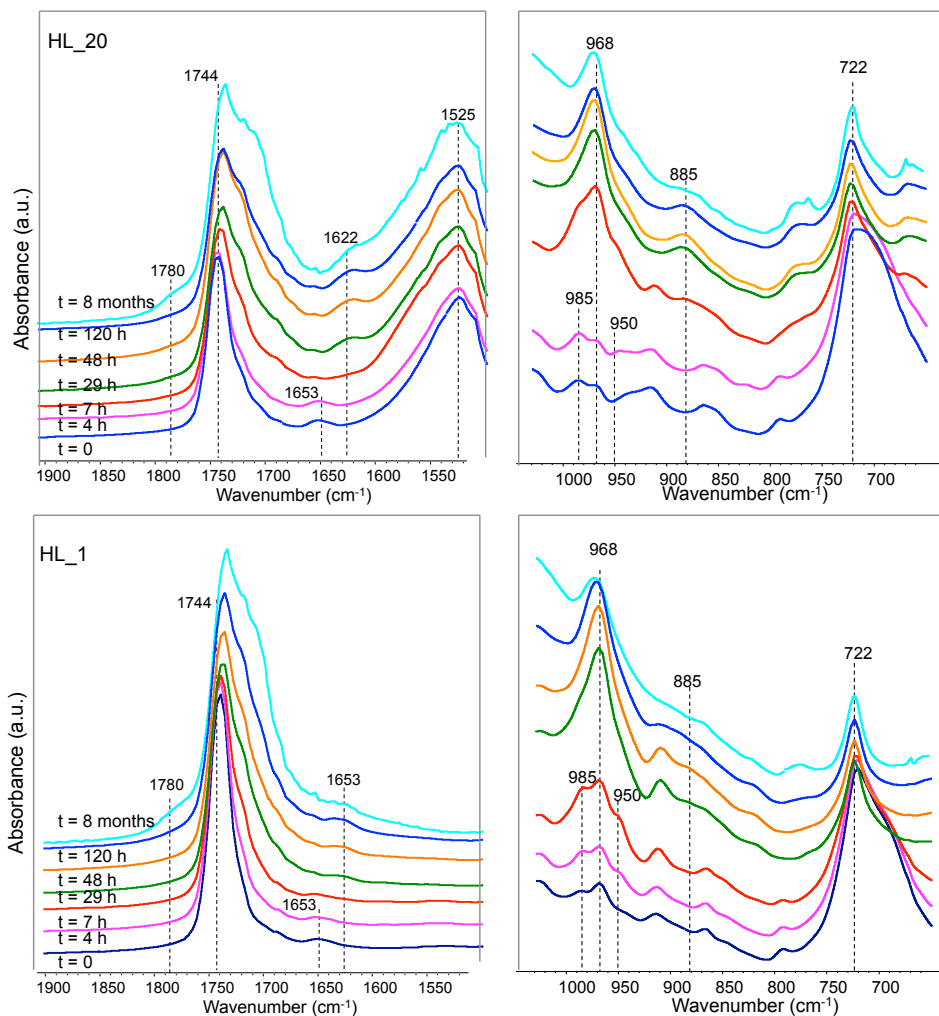 HL_20
1744
1525
1622
1780
1653
t = 8 months
t = 120 h
t = 48 h
t = 29 h
t = 7 h
t = 4 h
t = 0
Absorbance (a.u.)
1900 1850 1800 1750 1700 1650 1600 1550
Wavenumber (cm-1)
968
722
885
985
950
1000 950 900 850 800 750 700
Wavenumber (cm-1)
HL_1
1744
1780
1653
1653
t = 8 months
t = 120 h
t = 48 h
t = 29 h
t = 7 h
t = 4 h
t = 0
Absorbance (a.u.)
1900 1850 1800 1750 1700 1650 1600 1550
Wavenumber (cm-1)
968
722
885
985
950
1000 950 900 850 800 750 700
Wavenumber (cm-1)